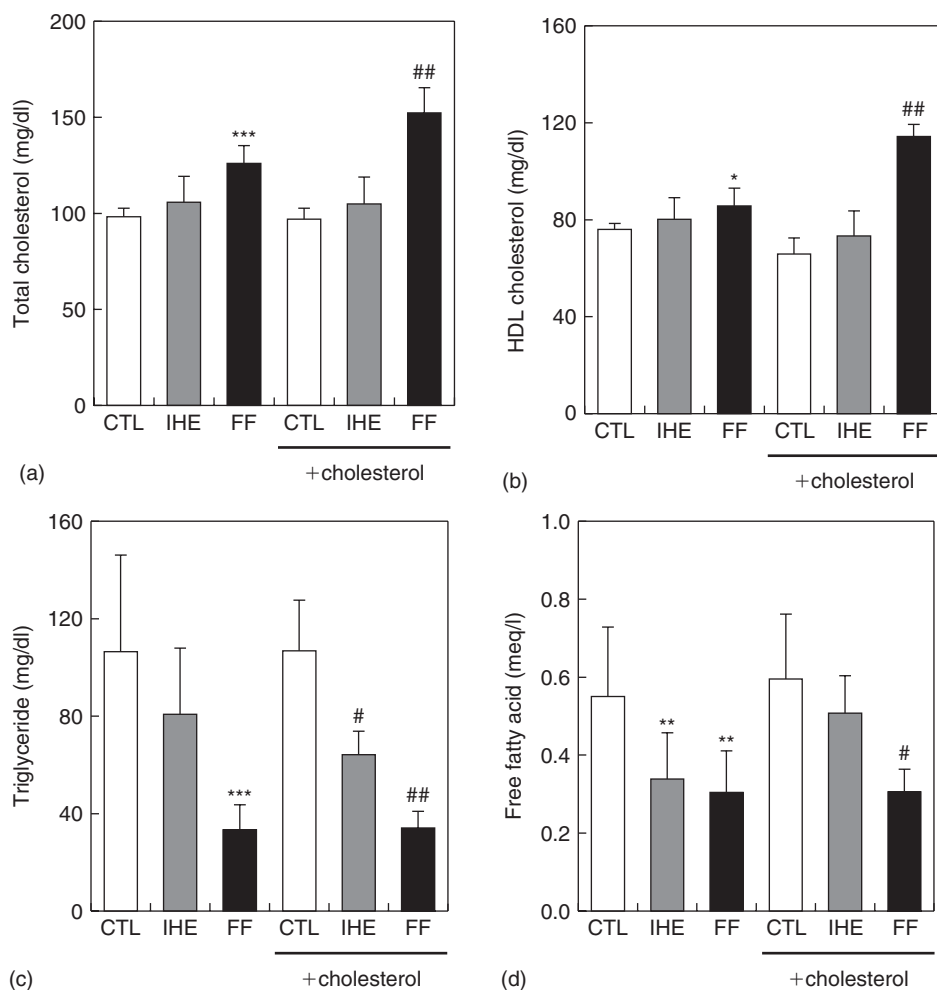 Total cholesterol (mg/dl)
200
150
100
50
0
***
##
CTL IHE FF CTL IHE FF
+cholesterol
(a)
HDL cholesterol (mg/dl)
160
120
80
40
0
*
##
CTL IHE FF CTL IHE FF
+cholesterol
(b)
Triglyceride (mg/dl)
160
120
80
40
0
***
#
##
CTL IHE FF CTL IHE FF
+cholesterol
(c)
Free fatty acid (meq/l)
1.0
0.8
0.6
0.4
0.2
0.0
**
**
#
CTL IHE FF CTL IHE FF
+cholesterol
(d)